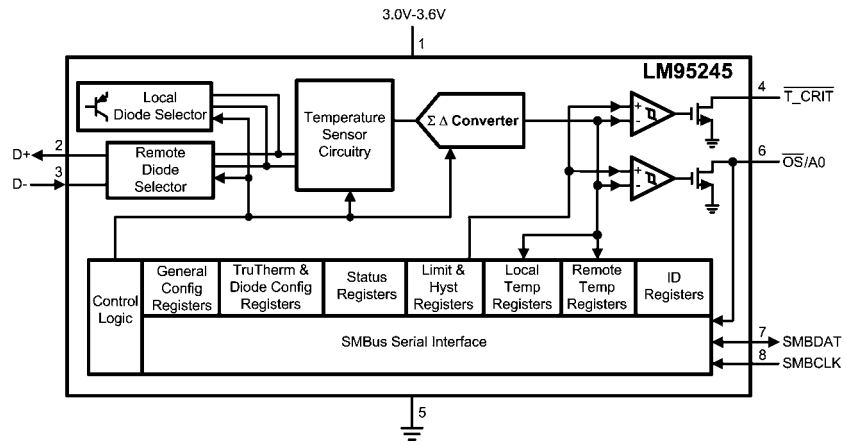 3.0V-3.6V
1
LM95245
Local
Diode Selector
Temperature
Sensor
Circuitry
Σ Δ Converter
+
-
4
T_CRIT
D+
2
D-
3
Remote
Diode
Selector
+
-
6
OS/A0
Control
Logic
General
Config
Registers
TruTherm &
Diode Config
Registers
Status
Registers
Limit &
Hyst
Registers
Local
Temp
Registers
Remote
Temp
Registers
ID
Registers
SMBus Serial Interface
7
SMBDAT
8
SMBCLK
5